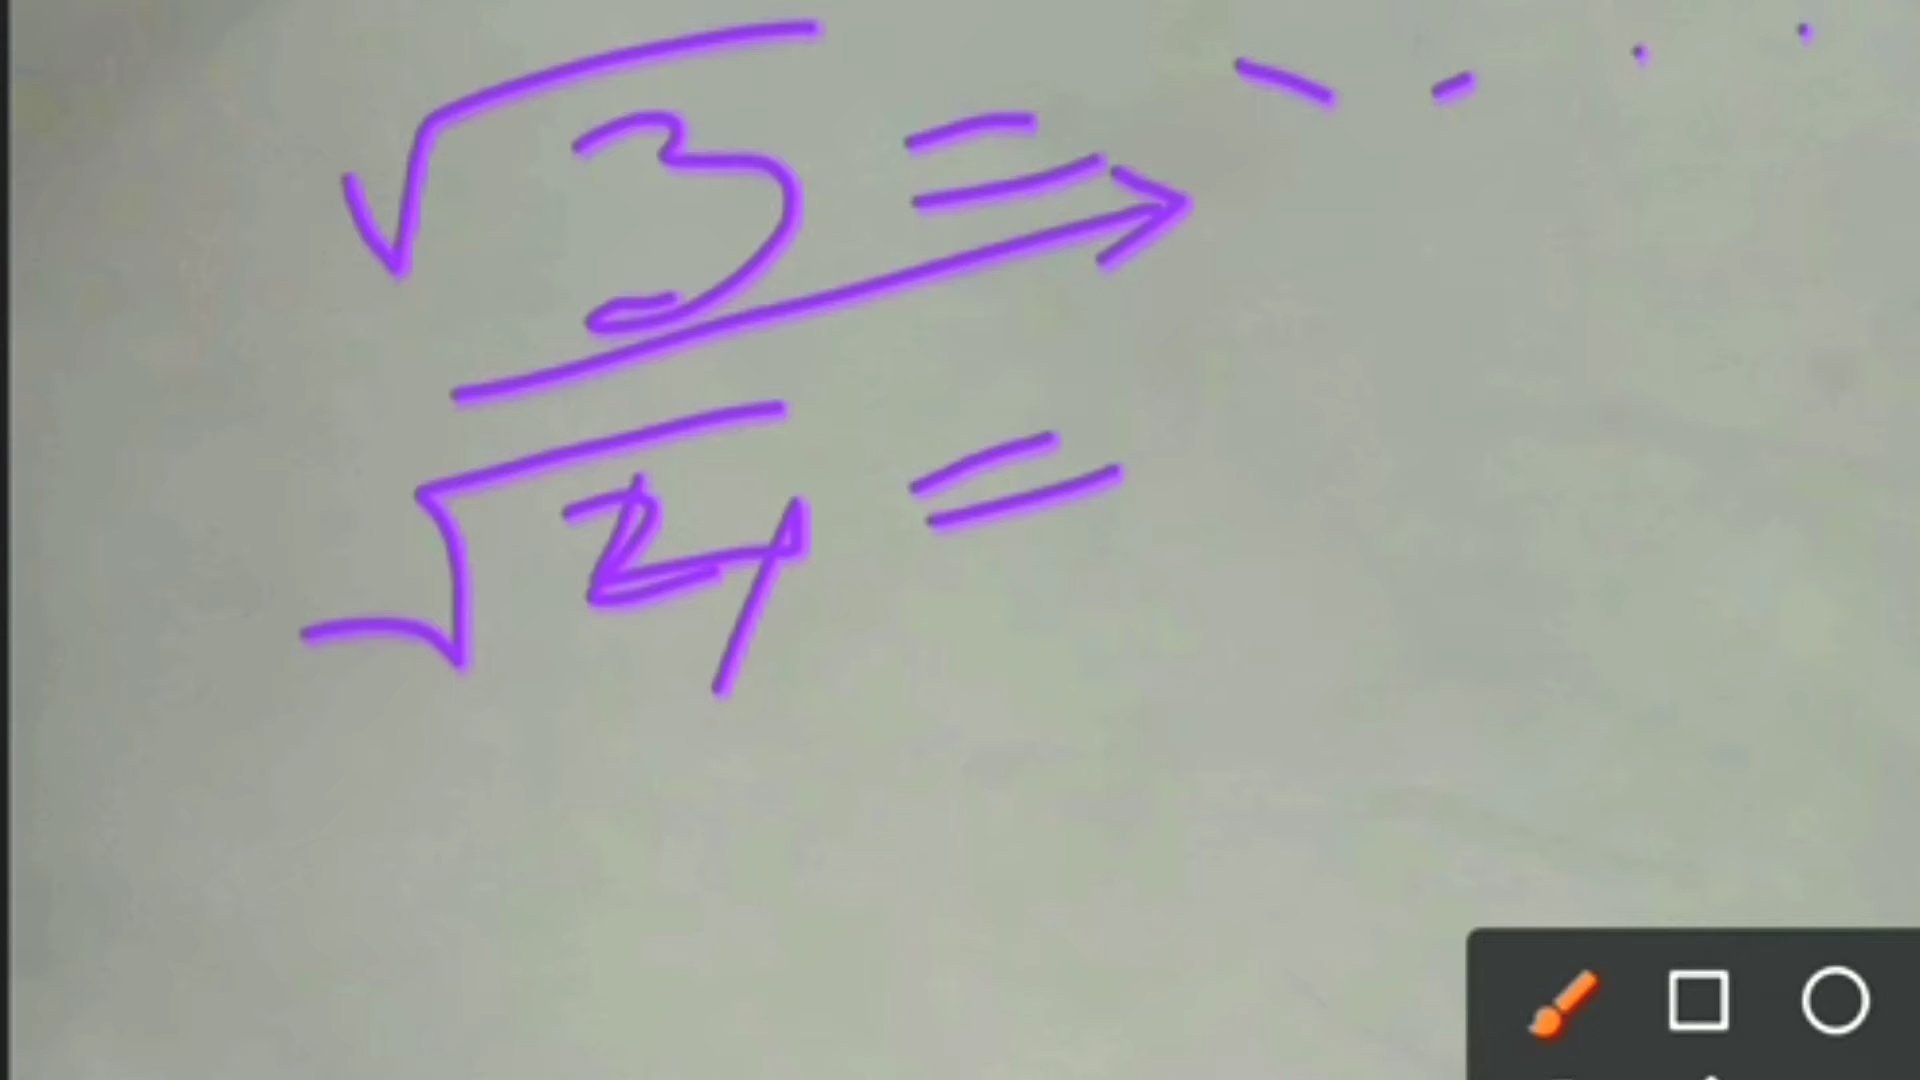 √3 =
√4 =